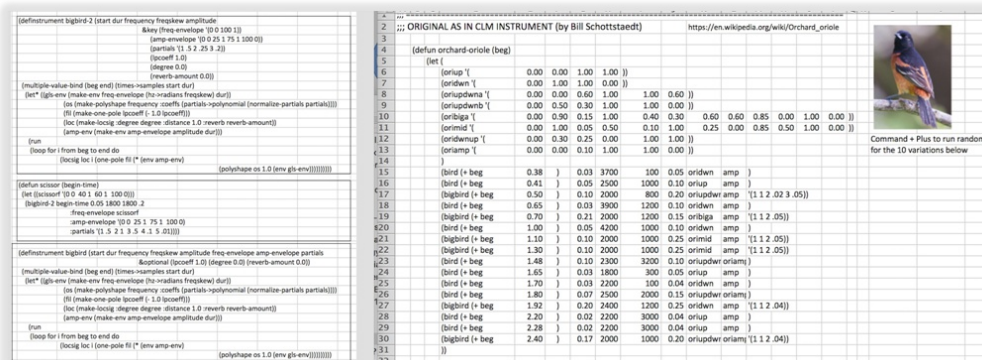 (definstrument bigbird-2 (start dur frequency freqskew amplitude
&key (freq-envelope '(0 0 100 1))
(amp-envelope '(0 0 25 1 75 1 100 0))
(partials '(1 .5 2 .25 3 .2))
(lpcoeff 1.0)
(degree 0.0)
(reverb-amount 0.0))
(multiple-value-bind (beg end) (times->samples start dur)
(let* ((gls-env (make-env freq-envelope (hz->radians freqskew) dur))
(os (make-polyshape frequency :coeffs (partials->polynomial (normalize-partials partials))))
(fil (make-one-pole lpcoeff (- 1.0 lpcoeff)))
(loc (make-locsig :degree degree :distance 1.0 :reverb reverb-amount))
(amp-env (make-env amp-envelope amplitude dur)))
(run
(loop for i from beg to end do
(locsig loc i (one-pole fil (* (env amp-env)
(polyshape os 1.0 (env gls-env))))))))))
(defun scissor (begin-time)
(let ((scissorf '(0 0 40 1 60 1 100 0)))
(bigbird-2 begin-time 0.05 1800 1800 .2
:freq-envelope scissorf
:amp-envelope '(0 0 25 1 75 1 100 0)
:partials '(1 .5 2 1 3 .5 4 .1 5 .01))))
(definstrument bigbird (start dur frequency freqskew amplitude freq-envelope amp-envelope partials
&optional (lpcoeff 1.0) (degree 0.0) (reverb-amount 0.0))
(multiple-value-bind (beg end) (times->samples start dur)
(let* ((gls-env (make-env freq-envelope (hz->radians freqskew) dur))
(os (make-polyshape frequency :coeffs (partials->polynomial (normalize-partials partials))))
(fil (make-one-pole lpcoeff (- 1.0 lpcoeff)))
(loc (make-locsig :degree degree :distance 1.0 :reverb reverb-amount))
(amp-env (make-env amp-envelope amplitude dur)))
(run
(loop for i from beg to end do
(locsig loc i (one-pole fil (* (env amp-env)
(polyshape os 1.0 (env gls-env))))))))))
2 ;;; ORIGINAL AS IN CLM INSTRUMENT (by Bill Schottstaedt) https://en.wikipedia.org/wiki/Orchard_oriole
3
4 (defun orchard-oriole (beg)
5 (let (
6 (oriup '( 0.00 0.00 1.00 1.00 ))
7 (oridwn '( 0.00 1.00 1.00 0.00 ))
8 (oriupdwna '( 0.00 0.00 0.60 1.00 1.00 0.60 ))
9 (oriupdwnb '( 0.00 0.50 0.30 1.00 1.00 0.00 ))
10 (oribiga '( 0.00 0.90 0.15 1.00 0.40 0.30 0.60 0.60 0.85 0.00 1.00 0.00 ))
11 (orimid '( 0.00 1.00 0.05 0.50 0.10 1.00 0.25 0.00 0.85 0.50 1.00 0.00 ))
12 (oridwnup '( 0.00 0.30 0.25 0.00 1.00 1.00 ))
13 (oriamp '( 0.00 0.00 0.10 1.00 1.00 0.00 ))
14 )
15 (bird (+ beg 0.38 ) 0.03 3700 100 0.05 oridwn amp )
16 (bird (+ beg 0.41 ) 0.05 2500 1000 0.10 oriup amp )
17 (bigbird (+ beg 0.50 ) 0.10 2000 800 0.20 oriupdwr amp '(1 1 2 .02 3 .05))
18 (bird (+ beg 0.65 ) 0.03 3900 1200 0.10 oridwn amp )
19 (bigbird (+ beg 0.70 ) 0.21 2000 1200 0.15 oribiga amp '(1 1 2 .05))
20 (bird (+ beg 1.00 ) 0.05 4200 1000 0.10 oridwn amp )
21 (bigbird (+ beg 1.10 ) 0.10 2000 1000 0.25 orimid amp '(1 1 2 .05))
22 (bigbird (+ beg 1.30 ) 0.10 2000 1000 0.25 orimid amp '(1 1 2 .05))
23 (bird (+ beg 1.48 ) 0.10 2300 3200 0.10 oriupdwr oriamp )
24 (bird (+ beg 1.65 ) 0.03 1800 300 0.05 oriup amp )
25 (bird (+ beg 1.70 ) 0.03 2200 100 0.04 oridwn amp )
26 (bird (+ beg 1.80 ) 0.07 2500 2000 0.15 oriupdwr oriamp )
27 (bigbird (+ beg 1.92 ) 0.20 2400 1200 0.25 oridwn amp '(1 1 2 .04))
28 (bird (+ beg 2.20 ) 0.02 2200 3000 0.04 oriup amp )
29 (bird (+ beg 2.28 ) 0.02 2200 3000 0.04 oriup amp )
30 (bigbird (+ beg 2.40 ) 0.17 2000 1000 0.20 oriupdwr oriamp '(1 1 2 .04))
31 ))
Command + Plus to run random
for the 10 variations below